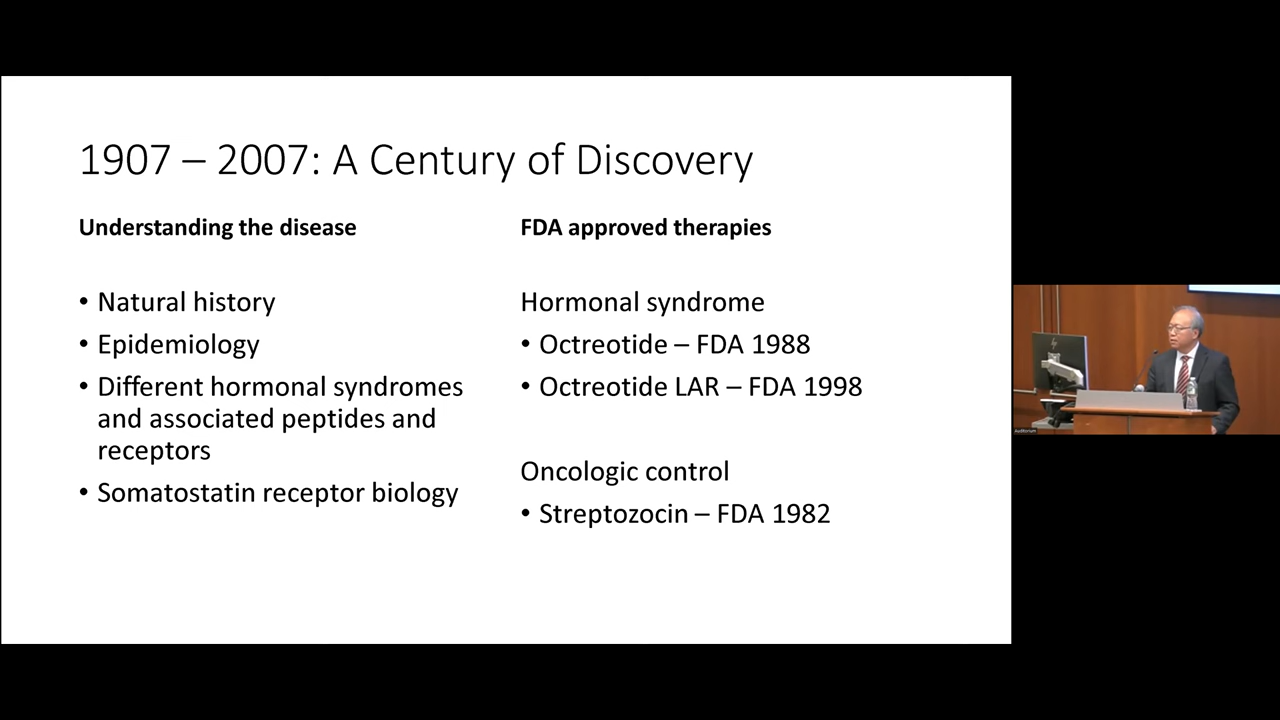 1907 – 2007: A Century of Discovery
Understanding the disease
• Natural history
• Epidemiology
• Different hormonal syndromes
and associated peptides and
receptors
• Somatostatin receptor biology
FDA approved therapies
Hormonal syndrome
• Octreotide – FDA 1988
• Octreotide LAR – FDA 1998
Oncologic control
• Streptozocin – FDA 1982
Auditorium